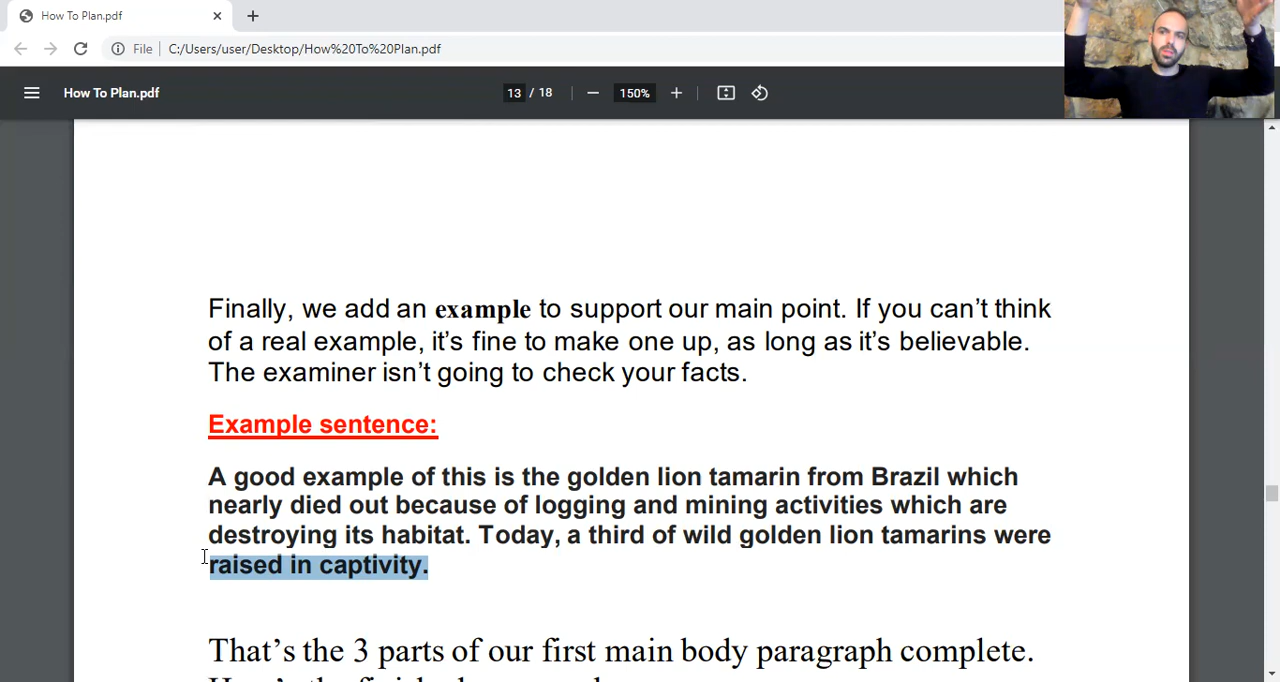 How To Plan.pdf
File
C:/Users/user/Desktop/How%20To%20Plan.pdf
How To Plan.pdf
13 / 18
150%
Finally, we add an example to support our main point. If you can’t think
of a real example, it’s fine to make one up, as long as it’s believable.
The examiner isn’t going to check your facts.
Example sentence:
A good example of this is the golden lion tamarin from Brazil which
nearly died out because of logging and mining activities which are
destroying its habitat. Today, a third of wild golden lion tamarins were
raised in captivity.
That’s the 3 parts of our first main body paragraph complete.